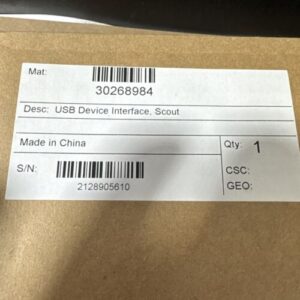 Mat:
30268984
Desc: USB Device Interface, Scout
Made in China
Qty: 1
S/N:
2128905610
CSC:
GEO: